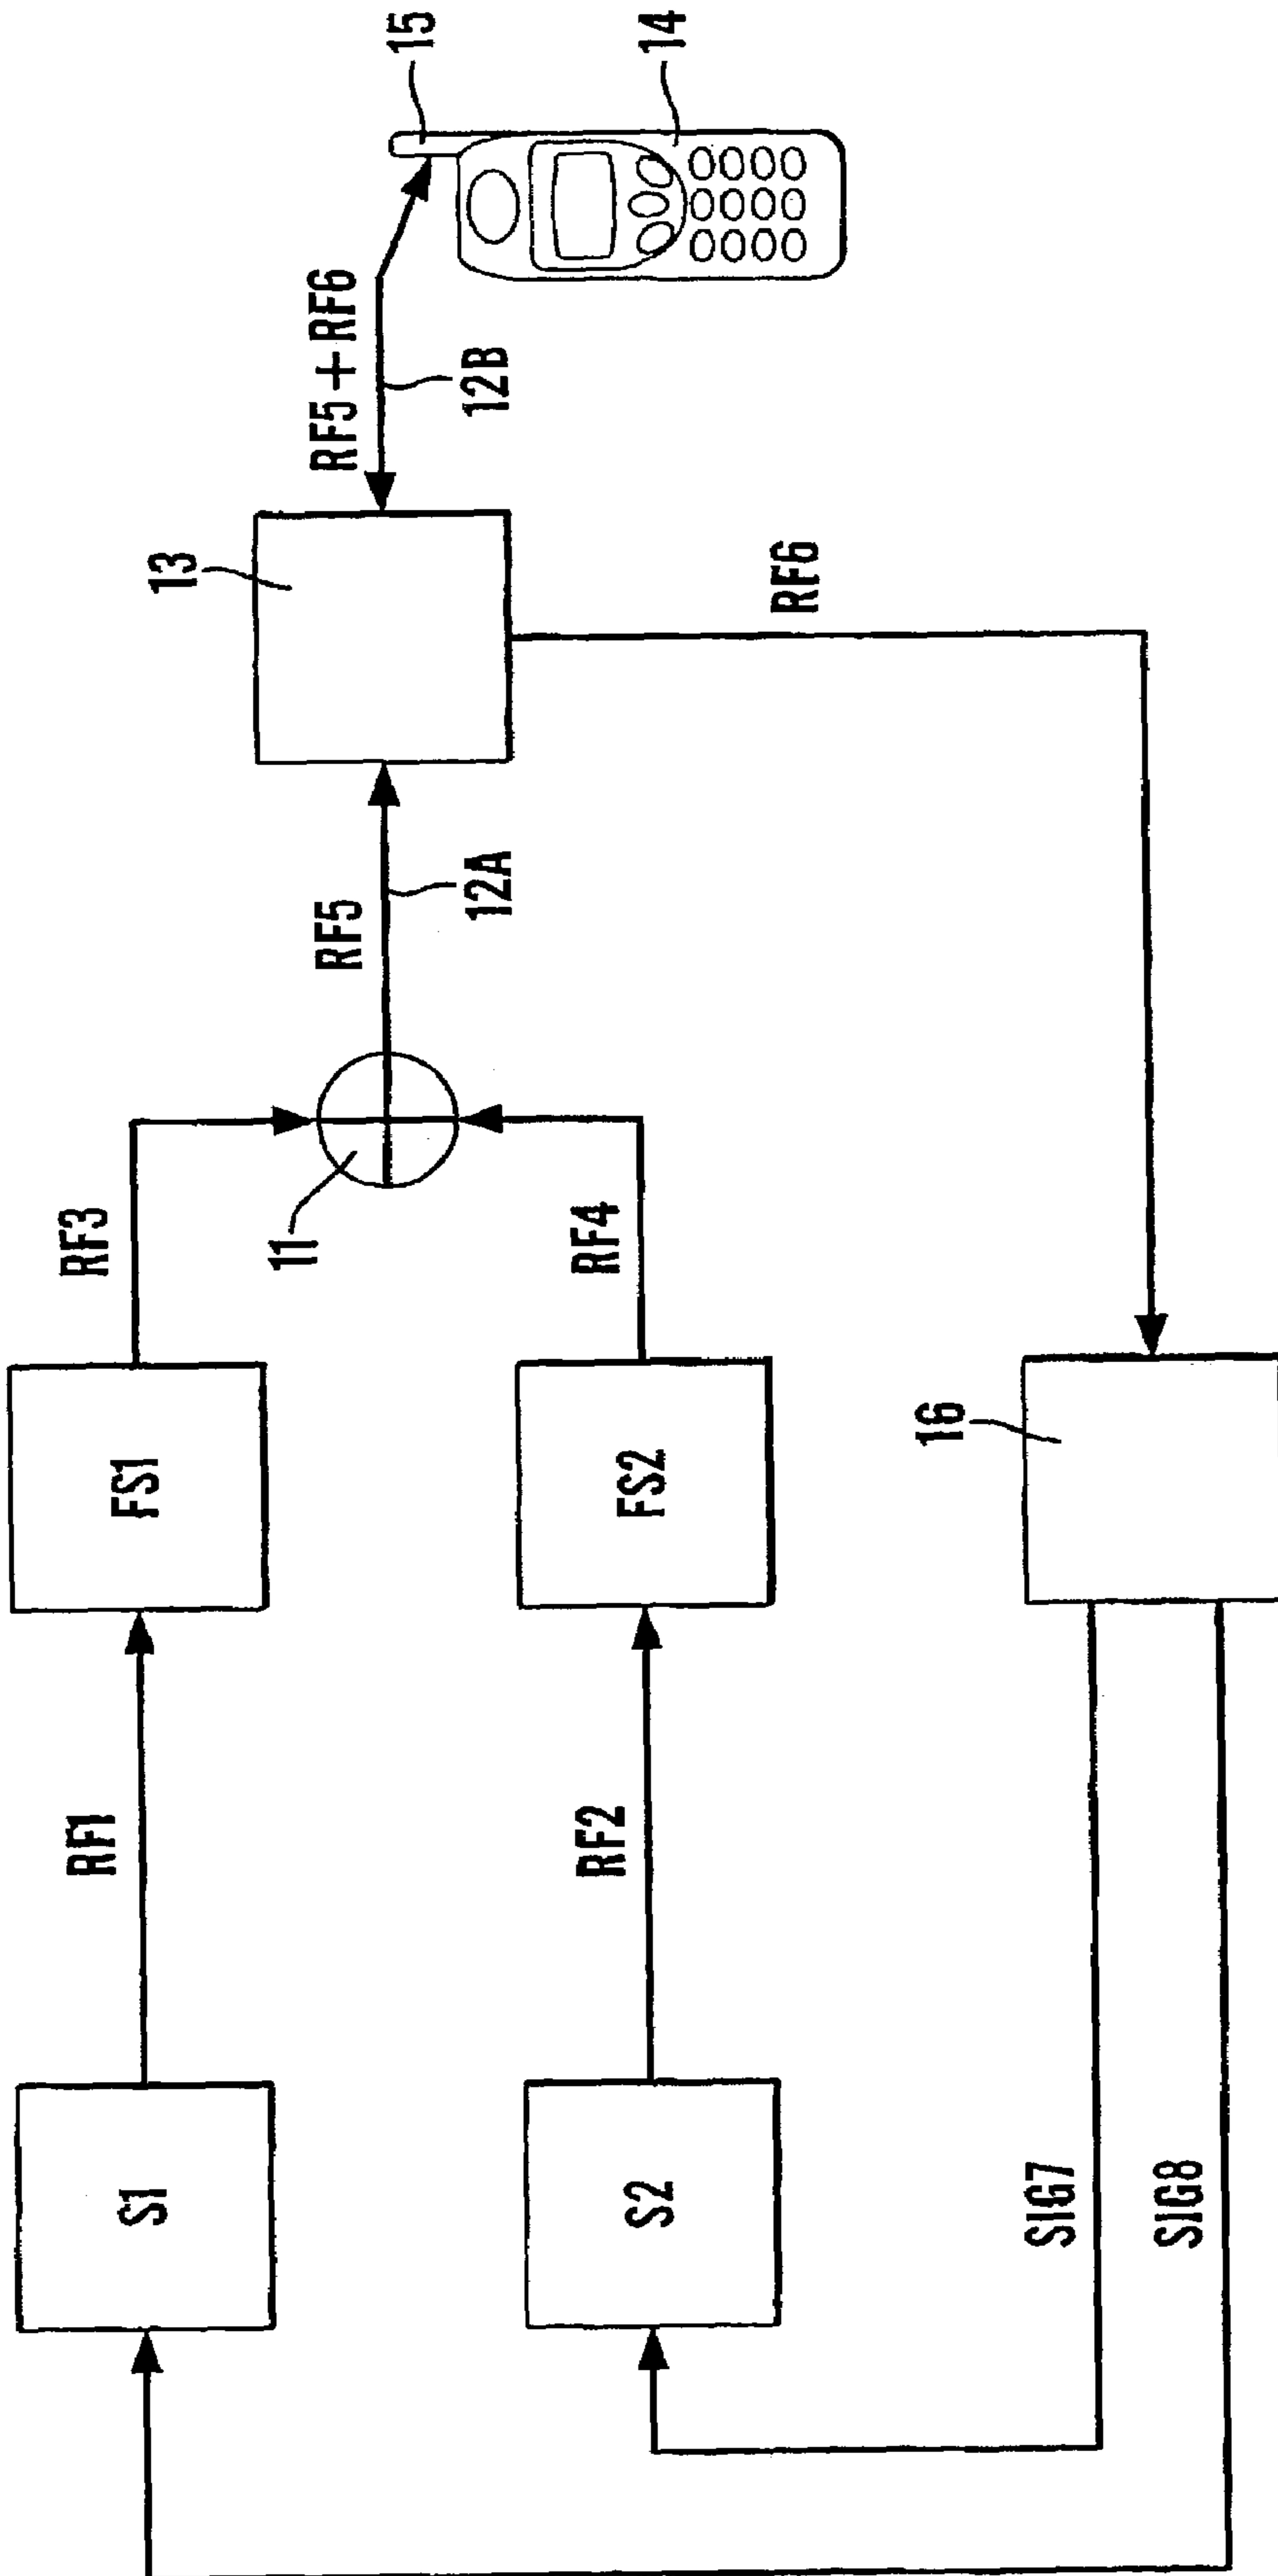 S1
RF1
FS1
RF3
11
RF5
12A
13
RF5+RF6
12B
15
14
S2
RF2
FS2
RF4
RF6
16
SIG7
SIG8